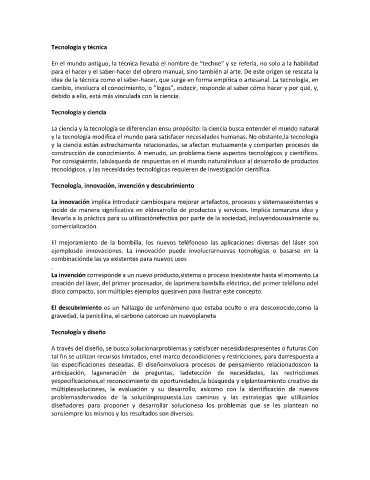 Tecnología y técnica
En el mundo antiguo, la técnica llevaba el nombre de "techne" y se refería, no solo a la habilidad
para el hacer y el saber-hacer del obrero manual, sino también al arte. De este origen se rescata la
idea de la técnica como el saber-hacer, que surge en forma empírica o artesanal. La tecnología, en
cambio, involucra al conocimiento, o "logos", esdecir, responde al saber cómo hacer y por qué, y,
debido a ello, está más vinculada con la ciencia.
Tecnología y ciencia
La ciencia y la tecnología se diferencian ensu propósito: la ciencia busca entender el mundo natural
y la tecnología modifica el mundo para satisfacer necesidades humanas. No obstante,la tecnología
y la ciencia están estrechamente relacionadas, se afectan mutuamente y comparten procesos de
construcción de conocimiento. A menudo, un problema tiene aspectos tecnológicos y científicos.
Por consiguiente, labúsqueda de respuestas en el mundo naturalinduce al desarrollo de productos
tecnológicos, y las necesidades tecnológicas requieren de investigación científica.
Tecnología, innovación, invención y descubrimiento
La innovación implica introducir cambiospara mejorar artefactos, procesos y sistemasexistentes e
incide de manera significativa en eldesarrollo de productos y servicios. Implica tomaruna idea y
llevarla a la práctica para su utilizaciónefectiva por parte de la sociedad, incluyendousualmente su
comercialización.
El mejoramiento de la bombilla, los nuevos teléfonoso las aplicaciones diversas del láser son
ejemplosde innovaciones. La innovación puede involucrarnuevas tecnologías o basarse en la
combinaciónde las ya existentes para nuevos usos
.
La invención corresponde a un nuevo producto,sistema o proceso inexistente hasta el momento.La
creación del láser, del primer procesador, de laprimera bombilla eléctrica, del primer teléfono odel
disco compacto, son múltiples ejemplos quesirven para ilustrar este concepto.
El descubrimiento es un hallazgo de unfenómeno que estaba oculto o era desconocido,como la
gravedad, la penicilina, el carbono catorceo un nuevoplaneta
Tecnología y diseño
A través del diseño, se busca solucionarproblemas y satisfacer necesidadespresentes o futuras.Con
tal fin se utilizan recursos limitados, enel marco decondiciones y restricciones, para darrespuesta a
las especificaciones deseadas. El diseñoinvolucra procesos de pensamiento relacionadoscon la
anticipación, lageneración de preguntas, ladetección de necesidades, las restricciones
yespecificaciones,el reconocimiento de oportunidades,la búsqueda y elplanteamiento creativo de
múltiplessoluciones, la evaluación y su desarrollo, asícomo con la identificación de nuevos
problemasderivados de la soluciónpropuesta.Los caminos y las estrategias que utilizanlos
diseñadores para proponer y desarrollar solucionesa los problemas que se les plantean no
sonsiempre los mismos y los resultados son diversos.